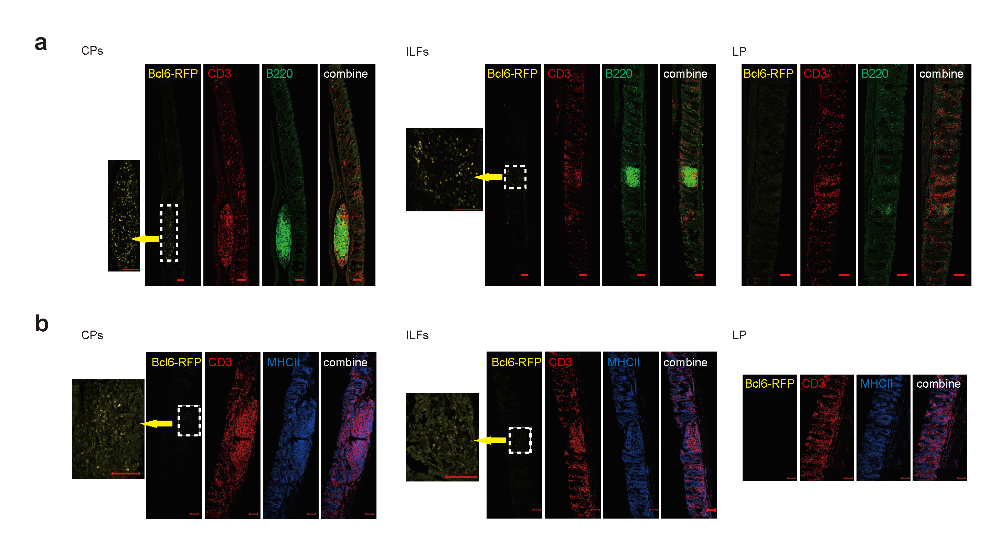 a
CPs
ILFs
LP
Bcl6-RFP CD3 B220 combine
Bcl6-RFP CD3 B220 combine
Bcl6-RFP CD3 B220 combine
LP
b
CPs
ILFs
LP
Bcl6-RFP CD3 MHCII combine
Bcl6-RFP CD3 MHCII combine
Bcl6-RFP CD3 MHCII combine